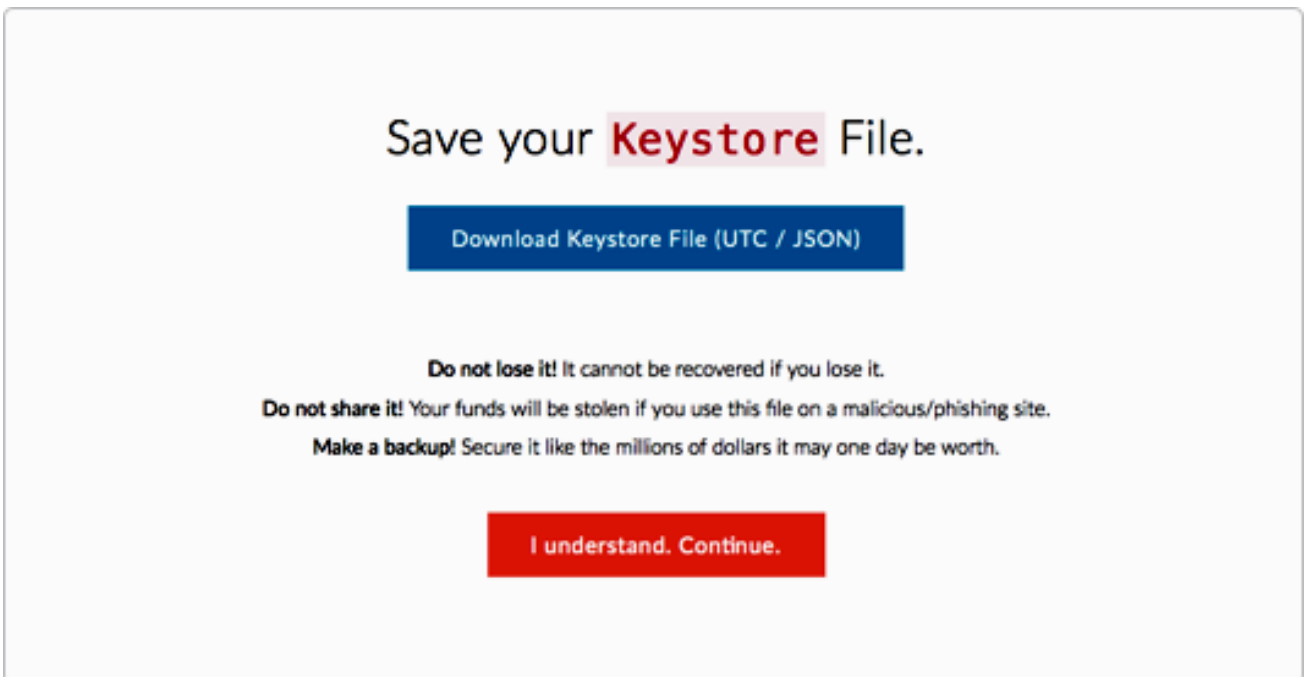 Save your Keystore File.
Download Keystore File (UTC / JSON)
Do not lose it! It cannot be recovered if you lose it.
Do not share it! Your funds will be stolen if you use this file on a malicious/phishing site.
Make a backup! Secure it like the millions of dollars it may one day be worth.
I understand. Continue.